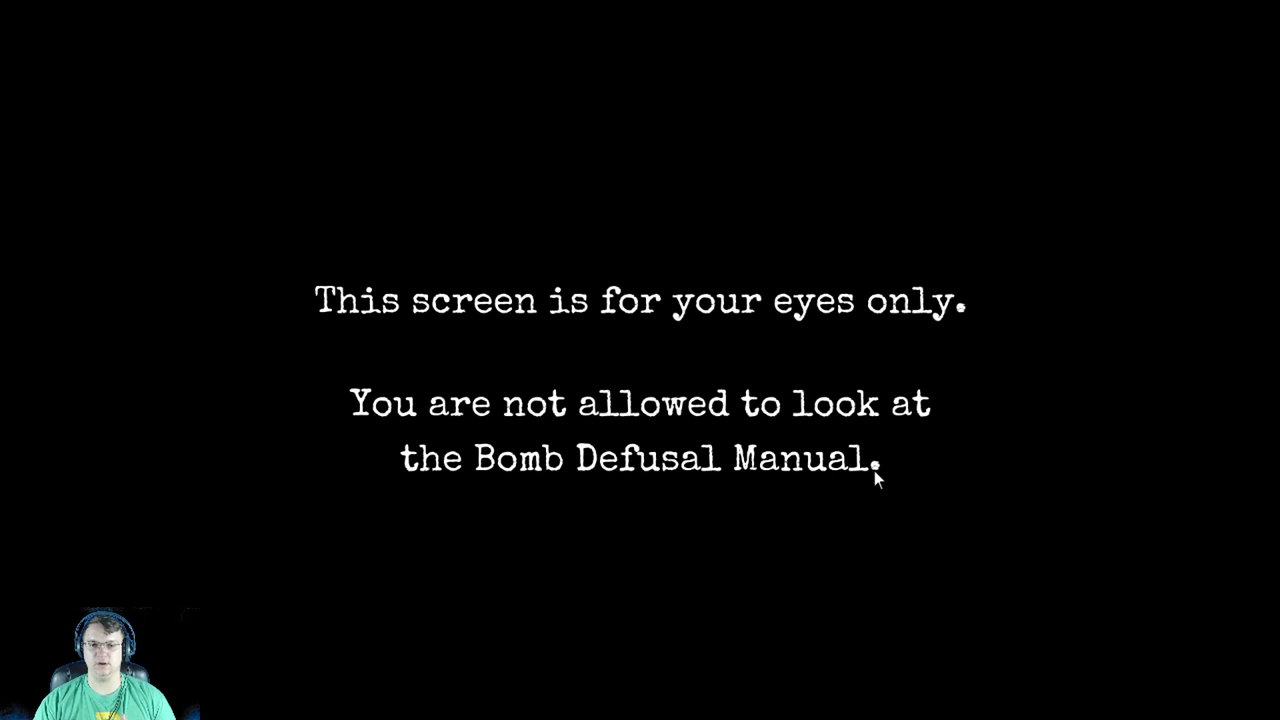 This screen is for your eyes only.
You are not allowed to look at
the Bomb Defusal Manual.